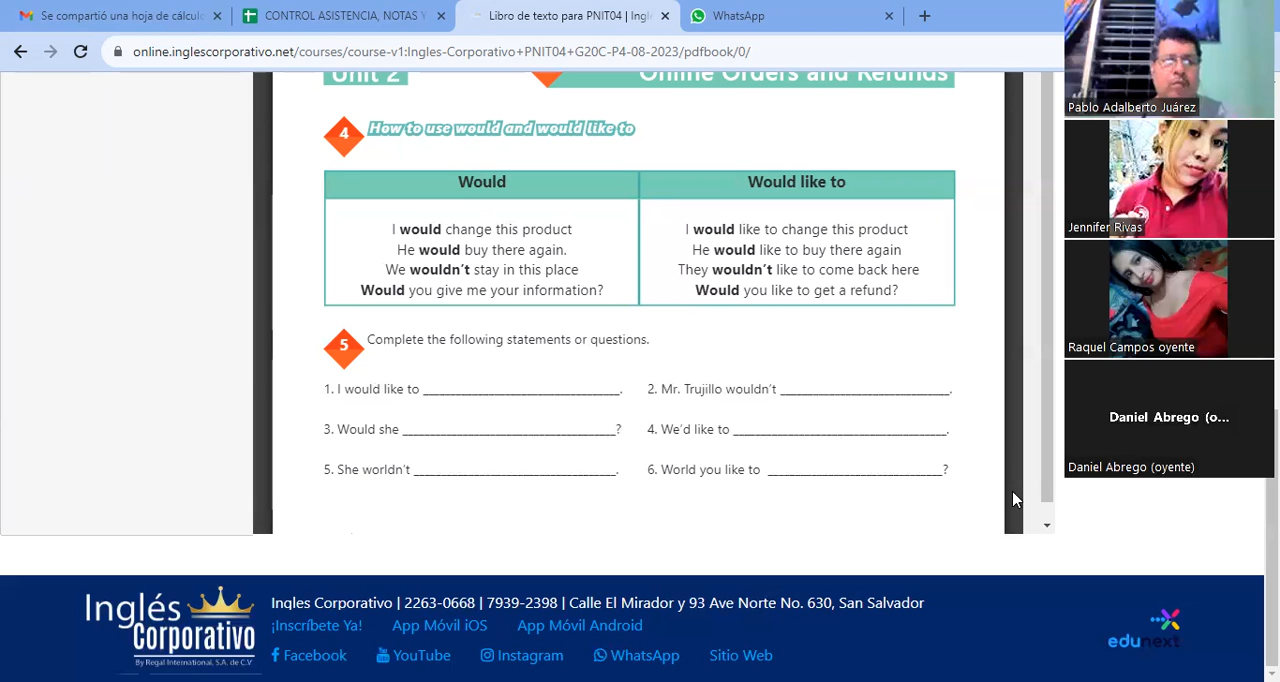 Se compartió una hoja de cálcul
CONTROL ASISTENCIA, NOTAS Y
Libro de texto para PNIT04 | Ingl
WhatsApp
online.inglescorporativo.net/courses/course-v1:Ingles-Corporativo+PNIT04+G20C-P4-08-2023/pdfbook/0/
Unit 2
Online Orders and Refunds
4
How to use would and would like to
Would
Would like to
I would change this product
He would buy there again.
We wouldn't stay in this place
Would you give me your information?
I would like to change this product
He would like to buy there again
They wouldn't like to come back here
Would you like to get a refund?
5
Complete the following statements or questions.
1. I would like to ____________________________.
2. Mr. Trujillo wouldn't ________________________.
3. Would she ______________________________?
4. We'd like to ______________________________.
5. She worldn't ____________________________.
6. World you like to ________________________?
Pablo Adalberto Juárez
Jennifer Rivas
Raquel Campos oyente
Daniel Abrego (o...
Daniel Abrego (oyente)
Inglés
Corporativo
By Regal International, S.A. de C.V
Ingles Corporativo | 2263-0668 | 7939-2398 | Calle El Mirador y 93 Ave Norte No. 630, San Salvador
¡Inscríbete Ya!
App Móvil iOS
App Móvil Android
Facebook
YouTube
Instagram
WhatsApp
Sitio Web
edunext